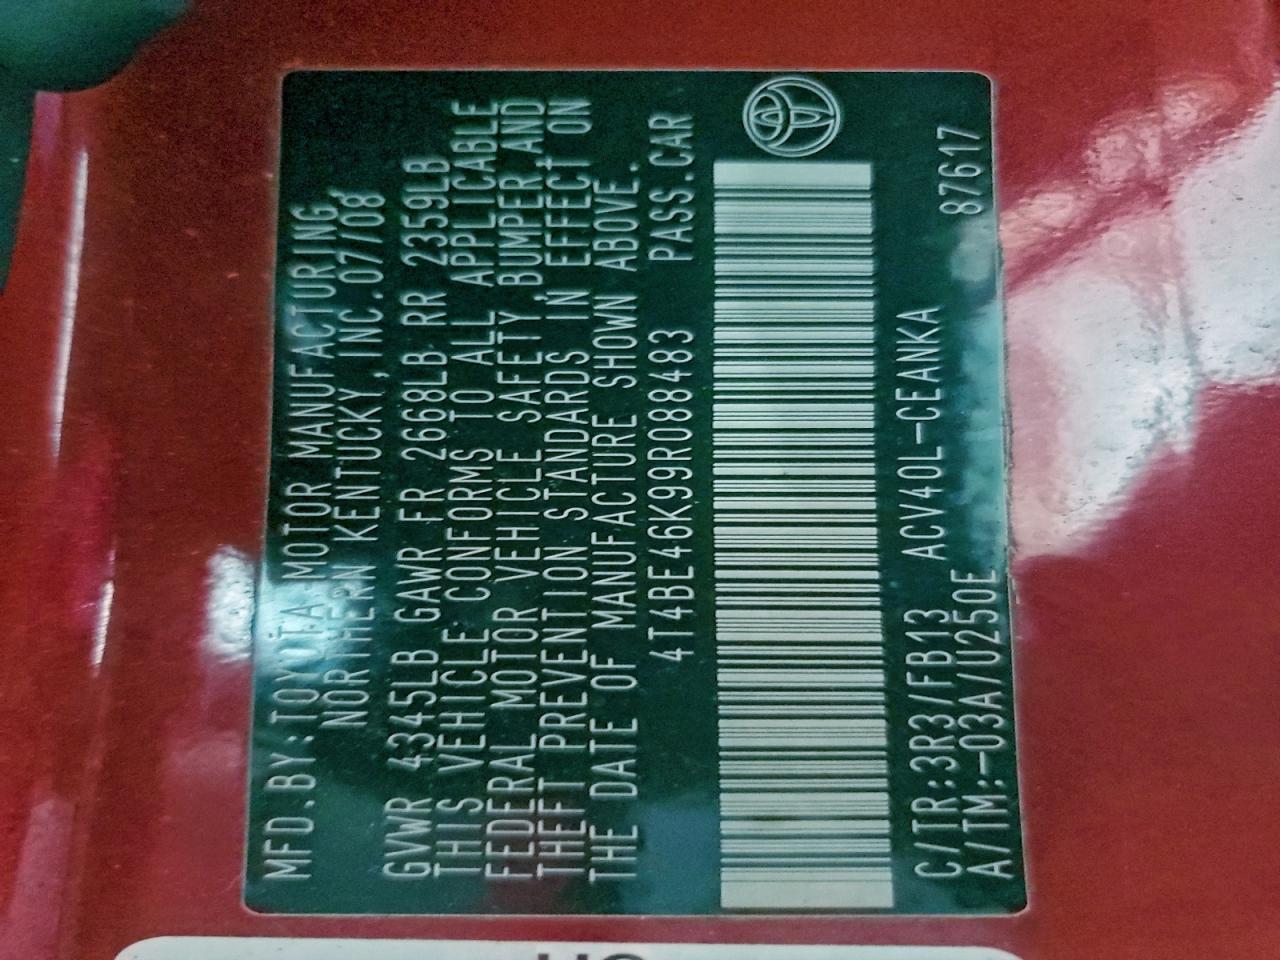 MFD.BY:TOYOTA MOTOR MANUFACTURING,
NORTHERN KENTUCKY,INC.07/08
GVWR 4345LB GAWR FR 2668LB RR 2359LB
THIS VEHICLE CONFORMS TO ALL APPLICABLE
FEDERAL MOTOR VEHICLE SAFETY, BUMPER,AND
THEFT PREVENTION STANDARDS IN EFFECT ON
THE DATE OF MANUFACTURE SHOWN ABOVE.
4T4BE46K99R088483 PASS.CAR
C/TR:3R3/FB13 ACV40L-CEANKA 87617
A/TM:-03A/U250E